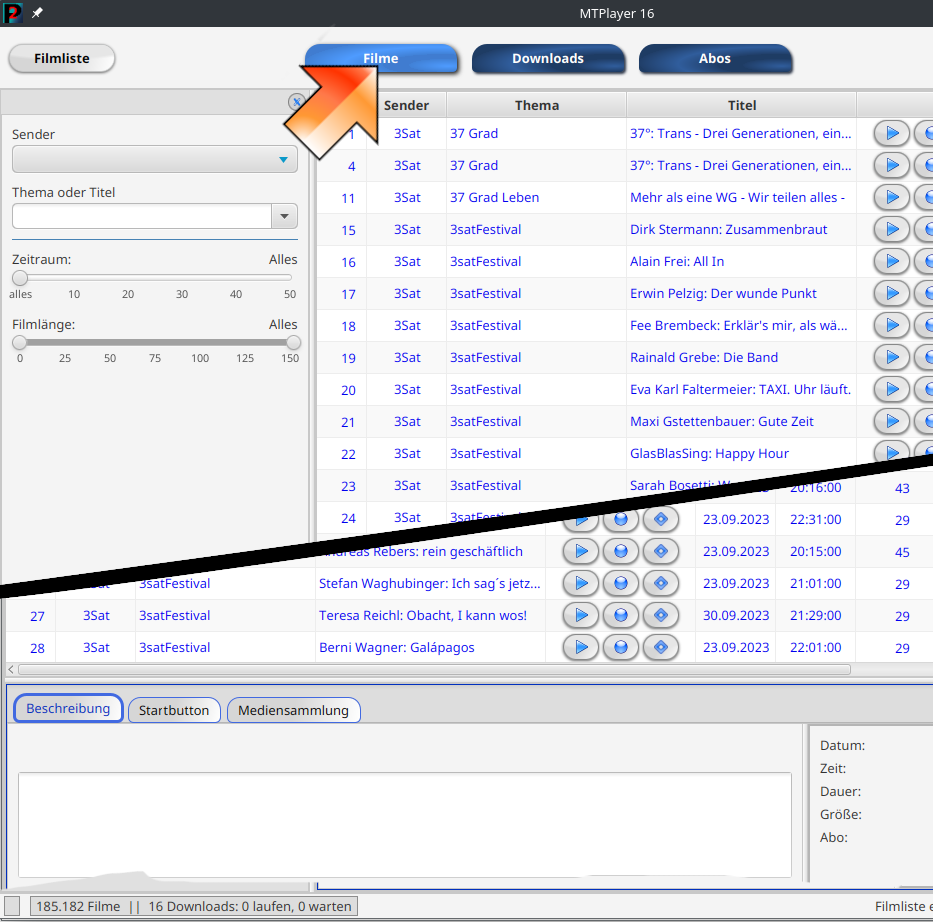 MTPlayer 16
Filmliste Filme Downloads Abos
Sender Thema Titel
Sender
Thema oder Titel
Zeitraum: Alles
alles 10 20 30 40 50
Filmlänge: Alles
0 25 50 75 100 125 150
1 3Sat 37 Grad 37°: Trans - Drei Generationen, ein...
4 3Sat 37 Grad 37°: Trans - Drei Generationen, ein...
11 3Sat 37 Grad Leben Mehr als eine WG - Wir teilen alles -
15 3Sat 3satFestival Dirk Stermann: Zusammenbraut
16 3Sat 3satFestival Alain Frei: All In
17 3Sat 3satFestival Erwin Pelzig: Der wunde Punkt
18 3Sat 3satFestival Fee Brembeck: Erklär's mir, als wä...
19 3Sat 3satFestival Rainald Grebe: Die Band
20 3Sat 3satFestival Eva Karl Faltermeier: TAXI. Uhr läuft.
21 3Sat 3satFestival Maxi Gstettenbauer: Gute Zeit
22 3Sat 3satFestival GlasBlasSing: Happy Hour
23 3Sat 3satFestival Sarah Bosetti: 20:16:00 43
24 3Sat 3satFestival 23.09.2023 22:31:00 29
Andreas Rebers: rein geschäftlich 23.09.2023 20:15:00 45
3Sat 3satFestival Stefan Waghubinger: Ich sag´s jetz... 23.09.2023 21:01:00 29
27 3Sat 3satFestival Teresa Reichl: Obacht, I kann wos! 30.09.2023 21:29:00 29
28 3Sat 3satFestival Berni Wagner: Galápagos 23.09.2023 22:01:00 29
Beschreibung Startbutton Mediensammlung
Datum:
Zeit:
Dauer:
Größe:
Abo:
185.182 Filme || 16 Downloads: 0 laufen, 0 warten Filmliste